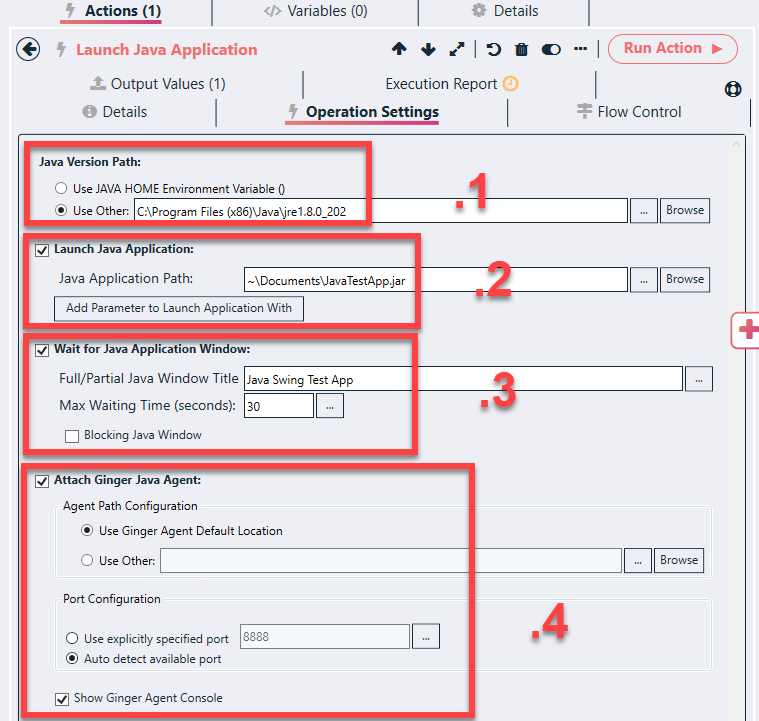 Actions (1)
Variables (0)
Details
Launch Java Application
Run Action
Output Values (1)
Execution Report
Details
Operation Settings
Flow Control
Java Version Path:
Use JAVA HOME Environment Variable ()
Use Other: C:\Program Files (x86)\Java\jre1.8.0_202 ... Browse
.1
Launch Java Application:
Java Application Path: ~\Documents\JavaTestApp.jar ... Browse
.2
Add Parameter to Launch Application With
Wait for Java Application Window:
Full/Partial Java Window Title Java Swing Test App ...
.3
Max Waiting Time (seconds): 30 ...
Blocking Java Window
Attach Ginger Java Agent:
Agent Path Configuration
Use Ginger Agent Default Location
Use Other: ... Browse
Port Configuration
.4
Use explicitly specified port 8888 ...
Auto detect available port
Show Ginger Agent Console